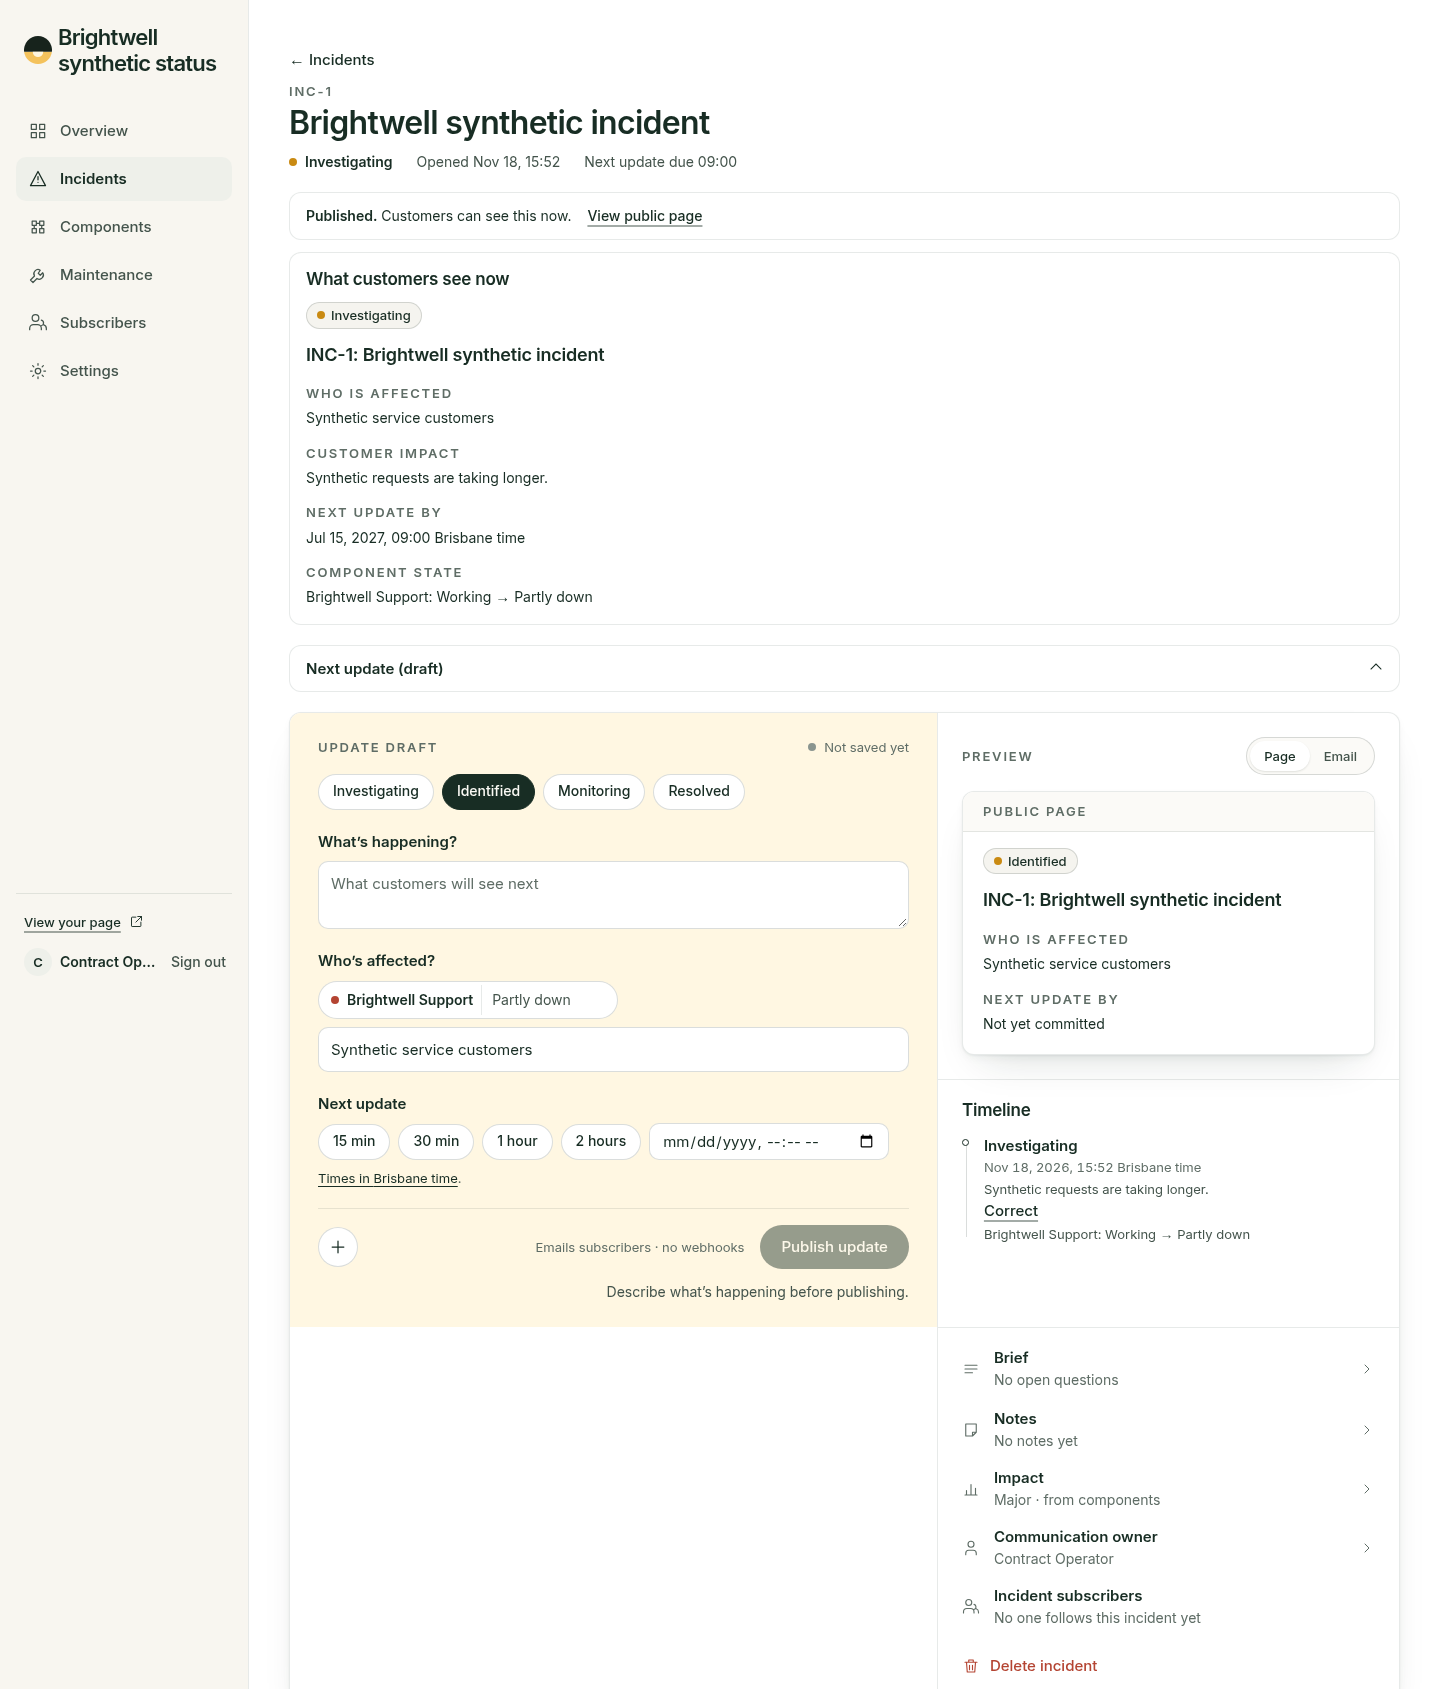 Brightwell
synthetic status
Overview
Incidents
Components
Maintenance
Subscribers
Settings
View your page
C
Contract Op...
Sign out
← Incidents
INC-1
Brightwell synthetic incident
Investigating
Opened Nov 18, 15:52
Next update due 09:00
Published. Customers can see this now. View public page
What customers see now
Investigating
INC-1: Brightwell synthetic incident
WHO IS AFFECTED
Synthetic service customers
CUSTOMER IMPACT
Synthetic requests are taking longer.
NEXT UPDATE BY
Jul 15, 2027, 09:00 Brisbane time
COMPONENT STATE
Brightwell Support: Working → Partly down
Next update (draft)
UPDATE DRAFT
Not saved yet
Investigating
Identified
Monitoring
Resolved
What’s happening?
What customers will see next
Who’s affected?
Brightwell Support
Partly down
Synthetic service customers
Next update
15 min
30 min
1 hour
2 hours
mm/dd/yyyy, --:-- --
Times in Brisbane time.
Emails subscribers · no webhooks
Publish update
Describe what’s happening before publishing.
PREVIEW
Page
Email
PUBLIC PAGE
Identified
INC-1: Brightwell synthetic incident
WHO IS AFFECTED
Synthetic service customers
NEXT UPDATE BY
Not yet committed
Timeline
Investigating
Nov 18, 2026, 15:52 Brisbane time
Synthetic requests are taking longer.
Correct
Brightwell Support: Working → Partly down
Brief
No open questions
Notes
No notes yet
Impact
Major · from components
Communication owner
Contract Operator
Incident subscribers
No one follows this incident yet
Delete incident